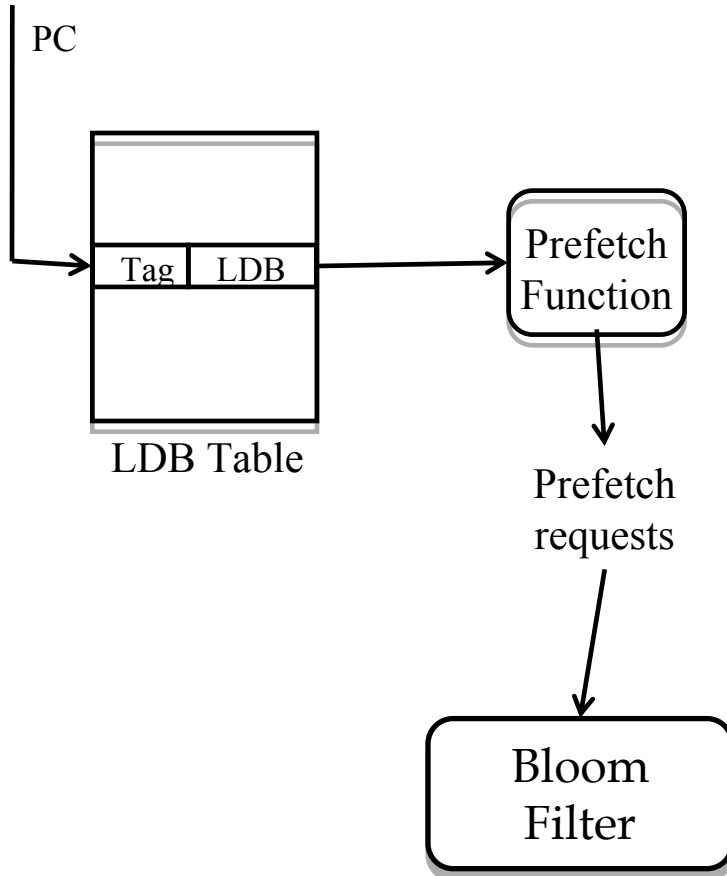 PC
Tag LDB
LDB Table
Prefetch
Function
Prefetch
requests
Bloom
Filter